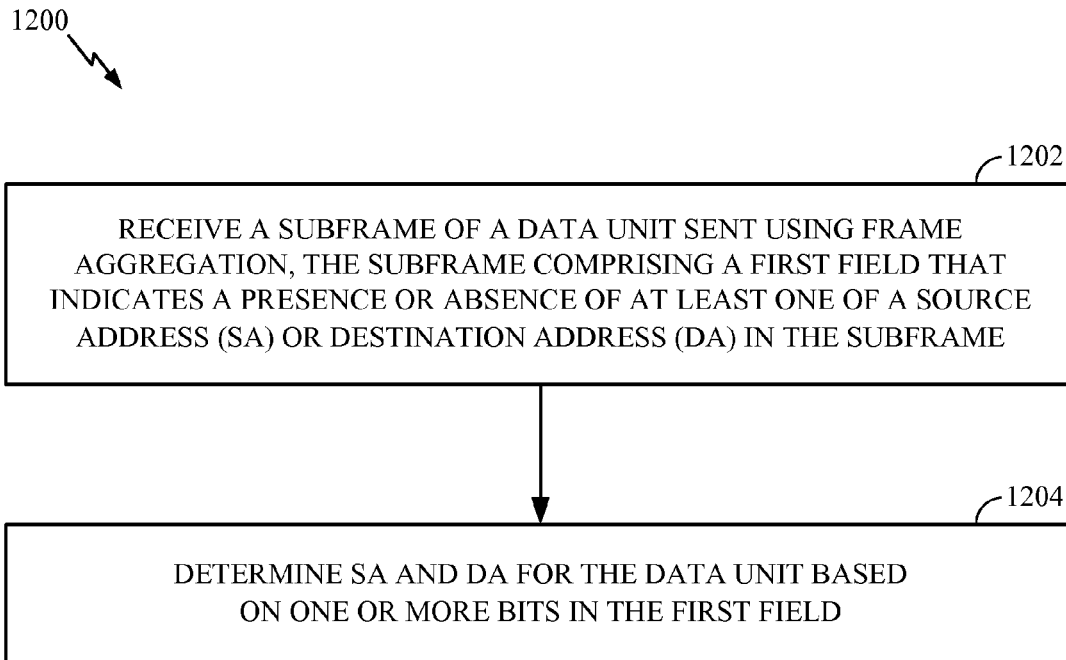 1200
1202
RECEIVE A SUBFRAME OF A DATA UNIT SENT USING FRAME
AGGREGATION, THE SUBFRAME COMPRISING A FIRST FIELD THAT
INDICATES A PRESENCE OR ABSENCE OF AT LEAST ONE OF A SOURCE
ADDRESS (SA) OR DESTINATION ADDRESS (DA) IN THE SUBFRAME
1204
DETERMINE SA AND DA FOR THE DATA UNIT BASED
ON ONE OR MORE BITS IN THE FIRST FIELD